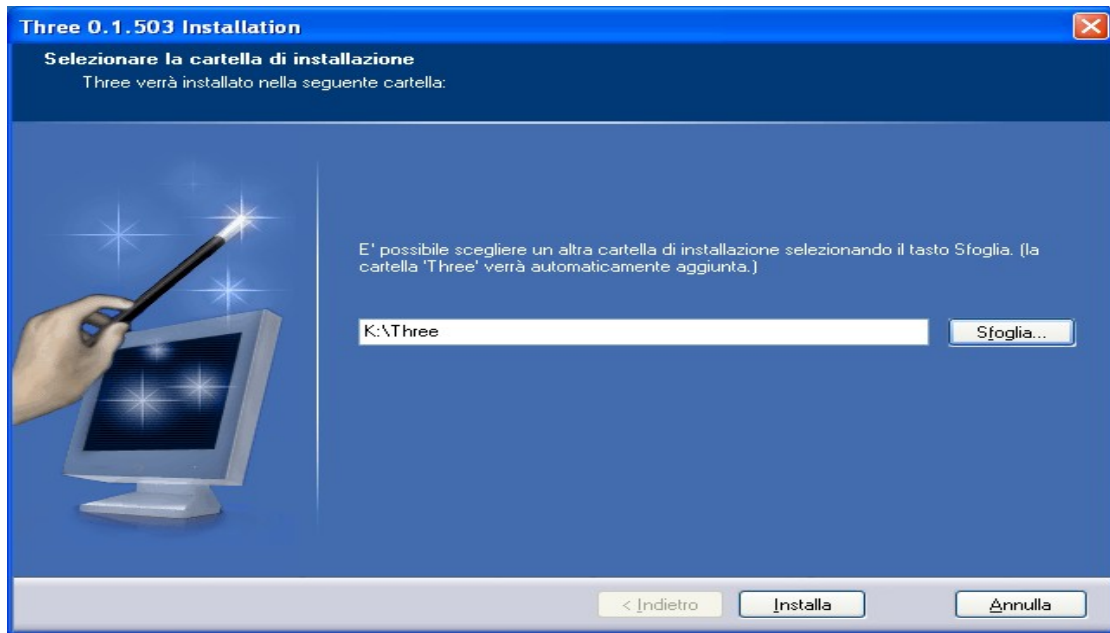 Three 0.1.503 Installation
Selezionare la cartella di installazione
Three verrà installato nella seguente cartella:
E' possibile scegliere un altra cartella di installazione selezionando il tasto Sfoglia. (la
cartella 'Three' verrà automaticamente aggiunta.)
K:\Three
Sfoglia...
< Indietro
Installa
Annulla